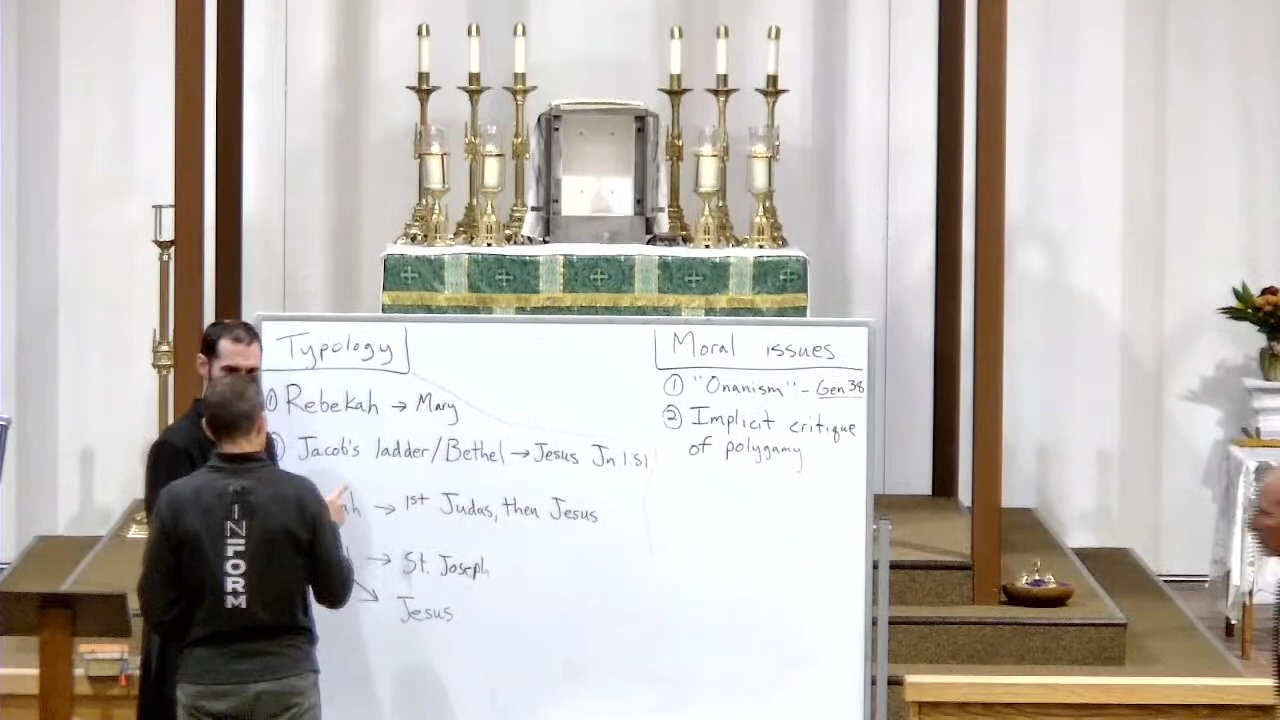 Typology
Rebekah → Mary
Jacob's ladder/Bethel → Jesus Jn 1:51
→ 1st Judas, then Jesus
→ St. Joseph
Jesus
Moral issues
① "Onanism" - Gen 38
② Implicit critique
of polygamy
INFORM